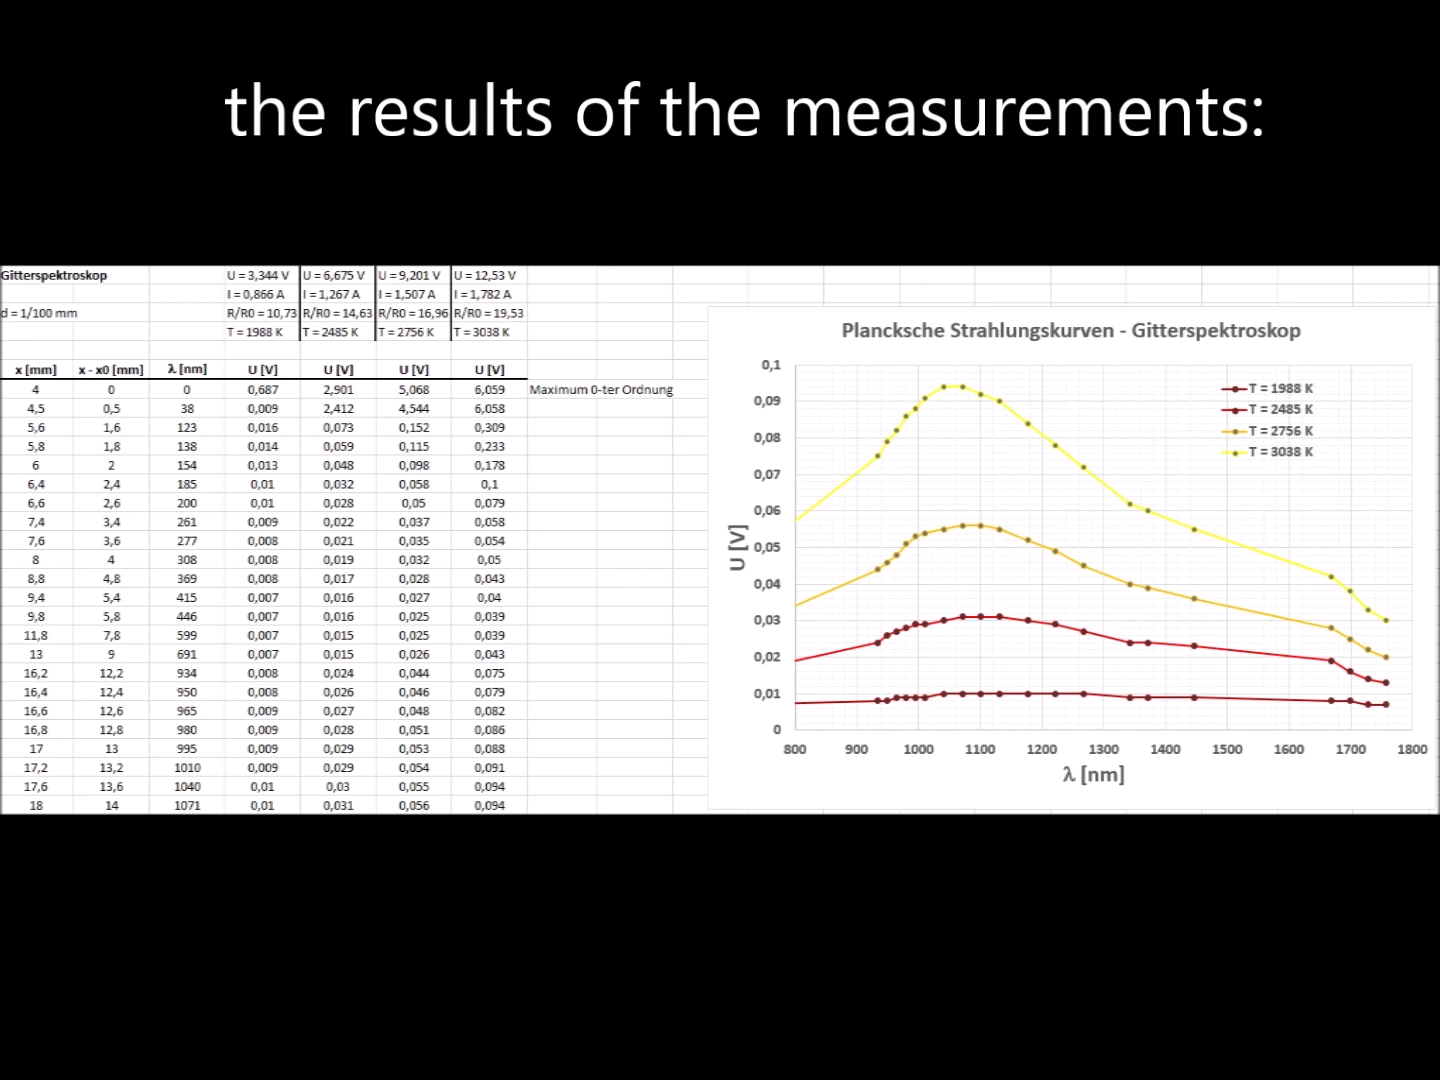 the results of the measurements:
Gitterspektroskop U = 3,344 V U = 6,675 V U = 9,201 V U = 12,53 V
I = 0,866 A I = 1,267 A I = 1,507 A I = 1,782 A
d = 1/100 mm R/R0 = 10,73 R/R0 = 14,63 R/R0 = 16,96 R/R0 = 19,53
T = 1988 K T = 2485 K T = 2756 K T = 3038 K
x [mm] x - x0 [mm] λ [nm] U [V] U [V] U [V] U [V]
4 0 0 0,687 2,901 5,068 6,059 Maximum 0-ter Ordnung
4,5 0,5 38 0,009 2,412 4,544 6,058
5,6 1,6 123 0,016 0,073 0,152 0,309
5,8 1,8 138 0,014 0,059 0,115 0,233
6 2 154 0,013 0,048 0,098 0,178
6,4 2,4 185 0,01 0,032 0,058 0,1
6,6 2,6 200 0,01 0,028 0,05 0,079
7,4 3,4 261 0,009 0,022 0,037 0,058
7,6 3,6 277 0,008 0,021 0,035 0,054
8 4 308 0,008 0,019 0,032 0,05
8,8 4,8 369 0,008 0,017 0,028 0,043
9,4 5,4 415 0,007 0,016 0,027 0,04
9,8 5,8 446 0,007 0,016 0,025 0,039
11,8 7,8 599 0,007 0,015 0,025 0,039
13 9 691 0,007 0,015 0,026 0,043
16,2 12,2 934 0,008 0,024 0,044 0,075
16,4 12,4 950 0,008 0,026 0,046 0,079
16,6 12,6 965 0,009 0,027 0,048 0,082
16,8 12,8 980 0,009 0,028 0,051 0,086
17 13 995 0,009 0,029 0,053 0,088
17,2 13,2 1010 0,009 0,029 0,054 0,091
17,6 13,6 1040 0,01 0,03 0,055 0,094
18 14 1071 0,01 0,031 0,056 0,094
Plancksche Strahlungskurven - Gitterspektroskop
0,1
0,09
0,08
0,07
0,06
0,05
0,04
0,03
0,02
0,01
0
U [V]
T = 1988 K
T = 2485 K
T = 2756 K
T = 3038 K
800 900 1000 1100 1200 1300 1400 1500 1600 1700 1800
λ [nm]